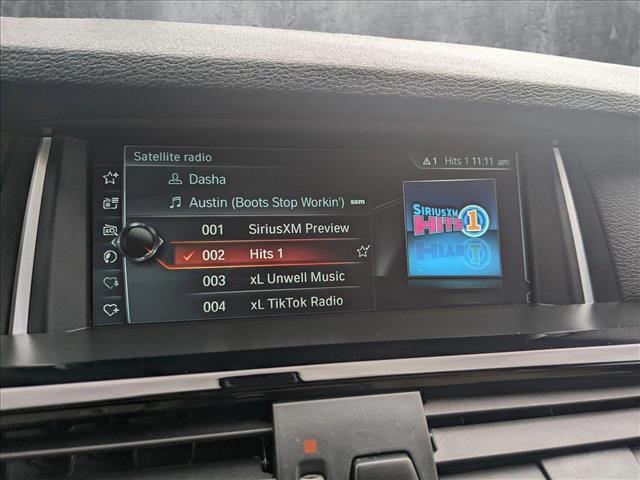 Satellite radio
⚠1 Hits 1 11:11 am
Dasha
Austin (Boots Stop Workin') sxm
001 SiriusXM Preview
002 Hits 1
003 xL Unwell Music
004 xL TikTok Radio
SIRIUSXM
HITS 1